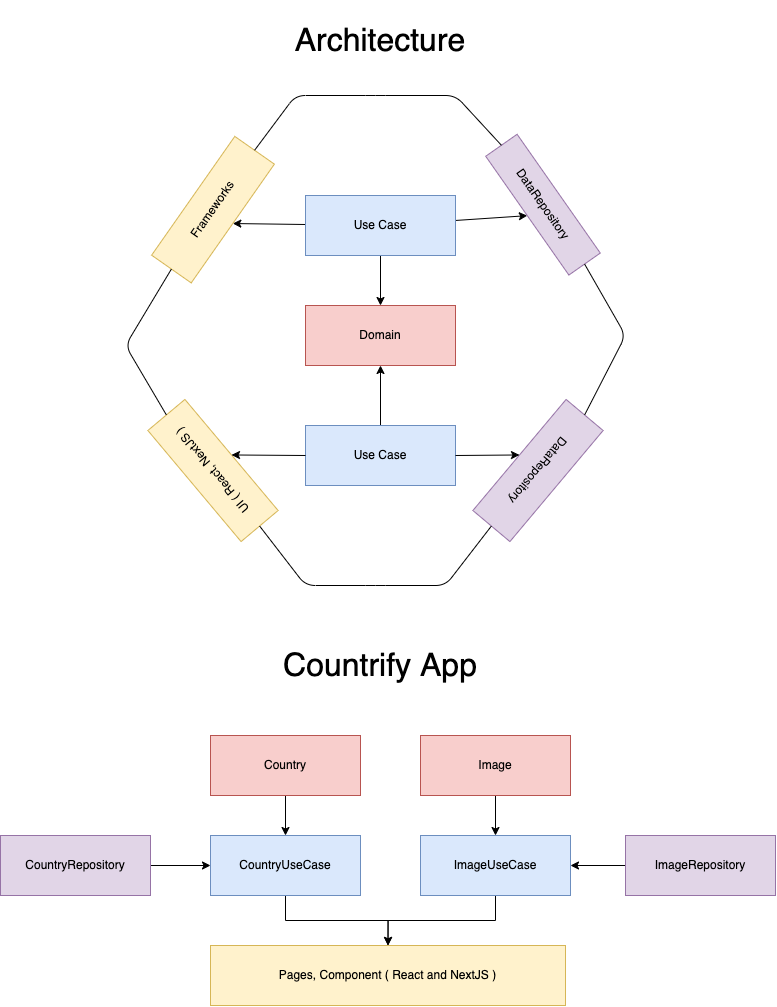 Architecture
Frameworks
Use Case
DataRepository
Domain
UI ( React, NextJS )
Use Case
DataRepository
Countrify App
Country
Image
CountryRepository
CountryUseCase
ImageUseCase
ImageRepository
Pages, Component ( React and NextJS )